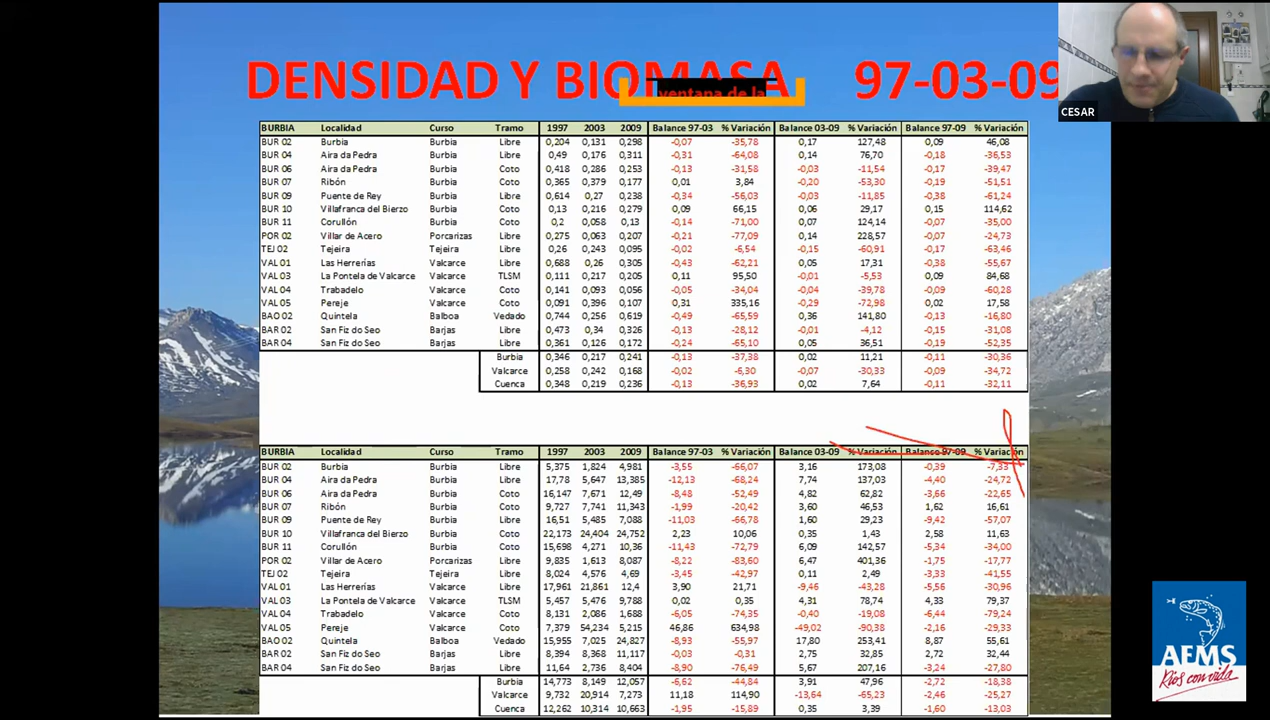 DENSIDAD Y BIOMASA 97-03-09
ventana de la
CESAR
BURBIA Localidad Curso Tramo 1997 2003 2009 Balance 97-03 % Variación Balance 03-09 % Variación Balance 97-09 % Variación
BUR 02 Burbia Burbia Libre 0,204 0,131 0,298 -0,07 -35,78 0,17 127,48 0,09 46,08
BUR 04 Aira da Pedra Burbia Libre 0,49 0,176 0,311 -0,31 -64,08 0,14 76,70 -0,18 -36,53
BUR 06 Aira da Pedra Burbia Coto 0,418 0,286 0,253 -0,13 -31,58 -0,03 -11,54 -0,17 -39,47
BUR 07 Ribón Burbia Coto 0,365 0,379 0,177 0,01 3,84 -0,20 -53,30 -0,19 -51,51
BUR 09 Puente de Rey Burbia Libre 0,614 0,27 0,238 -0,34 -56,03 -0,03 -11,85 -0,38 -61,24
BUR 10 Villafranca del Bierzo Burbia Coto 0,13 0,216 0,279 0,09 66,15 0,06 29,17 0,15 114,62
BUR 11 Corullón Burbia Coto 0,2 0,058 0,13 -0,14 -71,00 0,07 124,14 -0,07 -35,00
POR 02 Villar de Acero Porcarizas Libre 0,275 0,063 0,207 -0,21 -77,09 0,14 228,57 -0,07 -24,73
TEJ 02 Tejeira Tejeira Libre 0,26 0,243 0,095 -0,02 -6,54 -0,15 -60,91 -0,17 -63,46
VAL 01 Las Herrerías Valcarce Libre 0,688 0,26 0,305 -0,43 -62,21 0,05 17,31 -0,38 -55,67
VAL 03 La Pontela de Valcarce Valcarce TLSM 0,111 0,217 0,205 0,11 95,50 -0,01 -5,53 0,09 84,68
VAL 04 Trabadelo Valcarce Coto 0,141 0,093 0,056 -0,05 -34,04 -0,04 -39,78 -0,09 -60,28
VAL 05 Pereje Valcarce Coto 0,091 0,396 0,107 0,31 335,16 -0,29 -72,98 0,02 17,58
BAO 02 Quintela Balboa Vedado 0,744 0,256 0,619 -0,49 -65,59 0,36 141,80 -0,13 -16,80
BAR 02 San Fiz do Seo Barjas Libre 0,473 0,34 0,326 -0,13 -28,12 -0,01 -4,12 -0,15 -31,08
BAR 04 San Fiz do Seo Barjas Libre 0,361 0,126 0,172 -0,24 -65,10 0,05 36,51 -0,19 -52,35
Burbia 0,346 0,217 0,241 -0,13 -37,38 0,02 11,21 -0,11 -30,36
Valcarce 0,258 0,242 0,168 -0,02 -6,30 -0,07 -30,33 -0,09 -34,72
Cuenca 0,348 0,219 0,236 -0,13 -36,93 0,02 7,64 -0,11 -32,11
BURBIA Localidad Curso Tramo 1997 2003 2009 Balance 97-03 % Variación Balance 03-09 % Variación Balance 97-09 % Variación
BUR 02 Burbia Burbia Libre 5,375 1,824 4,981 -3,55 -66,07 3,16 173,08 -0,39 -7,33
BUR 04 Aira da Pedra Burbia Libre 17,78 5,647 13,385 -12,13 -68,24 7,74 137,03 -4,40 -24,72
BUR 06 Aira da Pedra Burbia Coto 16,147 7,671 12,49 -8,48 -52,49 4,82 62,82 -3,66 -22,65
BUR 07 Ribón Burbia Coto 9,727 7,741 11,343 -1,99 -20,42 3,60 46,53 1,62 16,61
BUR 09 Puente de Rey Burbia Libre 16,51 5,485 7,088 -11,03 -66,78 1,60 29,23 -9,42 -57,07
BUR 10 Villafranca del Bierzo Burbia Coto 22,173 24,404 24,752 2,23 10,06 0,35 1,43 2,58 11,63
BUR 11 Corullón Burbia Coto 15,698 4,271 10,36 -11,43 -72,79 6,09 142,57 -5,34 -34,00
POR 02 Villar de Acero Porcarizas Libre 9,835 1,613 8,087 -8,22 -83,60 6,47 401,36 -1,75 -17,77
TEJ 02 Tejeira Tejeira Libre 8,024 4,576 4,69 -3,45 -42,97 0,11 2,49 -3,33 -41,55
VAL 01 Las Herrerías Valcarce Libre 17,961 21,861 12,4 3,90 21,71 -9,46 -43,28 -5,56 -30,96
VAL 03 La Pontela de Valcarce Valcarce TLSM 5,457 5,476 9,788 0,02 0,35 4,31 78,74 4,33 79,37
VAL 04 Trabadelo Valcarce Coto 8,131 2,086 1,688 -6,05 -74,35 -0,40 -19,08 -6,44 -79,24
VAL 05 Pereje Valcarce Coto 7,379 54,234 5,215 46,86 634,98 -49,02 -90,38 -2,16 -29,33
BAO 02 Quintela Balboa Vedado 15,955 7,025 24,827 -8,93 -55,97 17,80 253,41 8,87 55,61
BAR 02 San Fiz do Seo Barjas Libre 8,394 8,368 11,117 -0,03 -0,31 2,75 32,85 2,72 32,44
BAR 04 San Fiz do Seo Barjas Libre 11,64 2,736 8,404 -8,90 -76,49 5,67 207,16 -3,24 -27,80
Burbia 14,773 8,149 12,057 -6,62 -44,84 3,91 47,96 -2,72 -18,38
Valcarce 9,732 20,914 7,273 11,18 114,90 -13,64 -65,23 -2,46 -25,27
Cuenca 12,262 10,314 10,663 -1,95 -15,89 0,35 3,39 -1,60 -13,03
AEMS
Ríos con vida